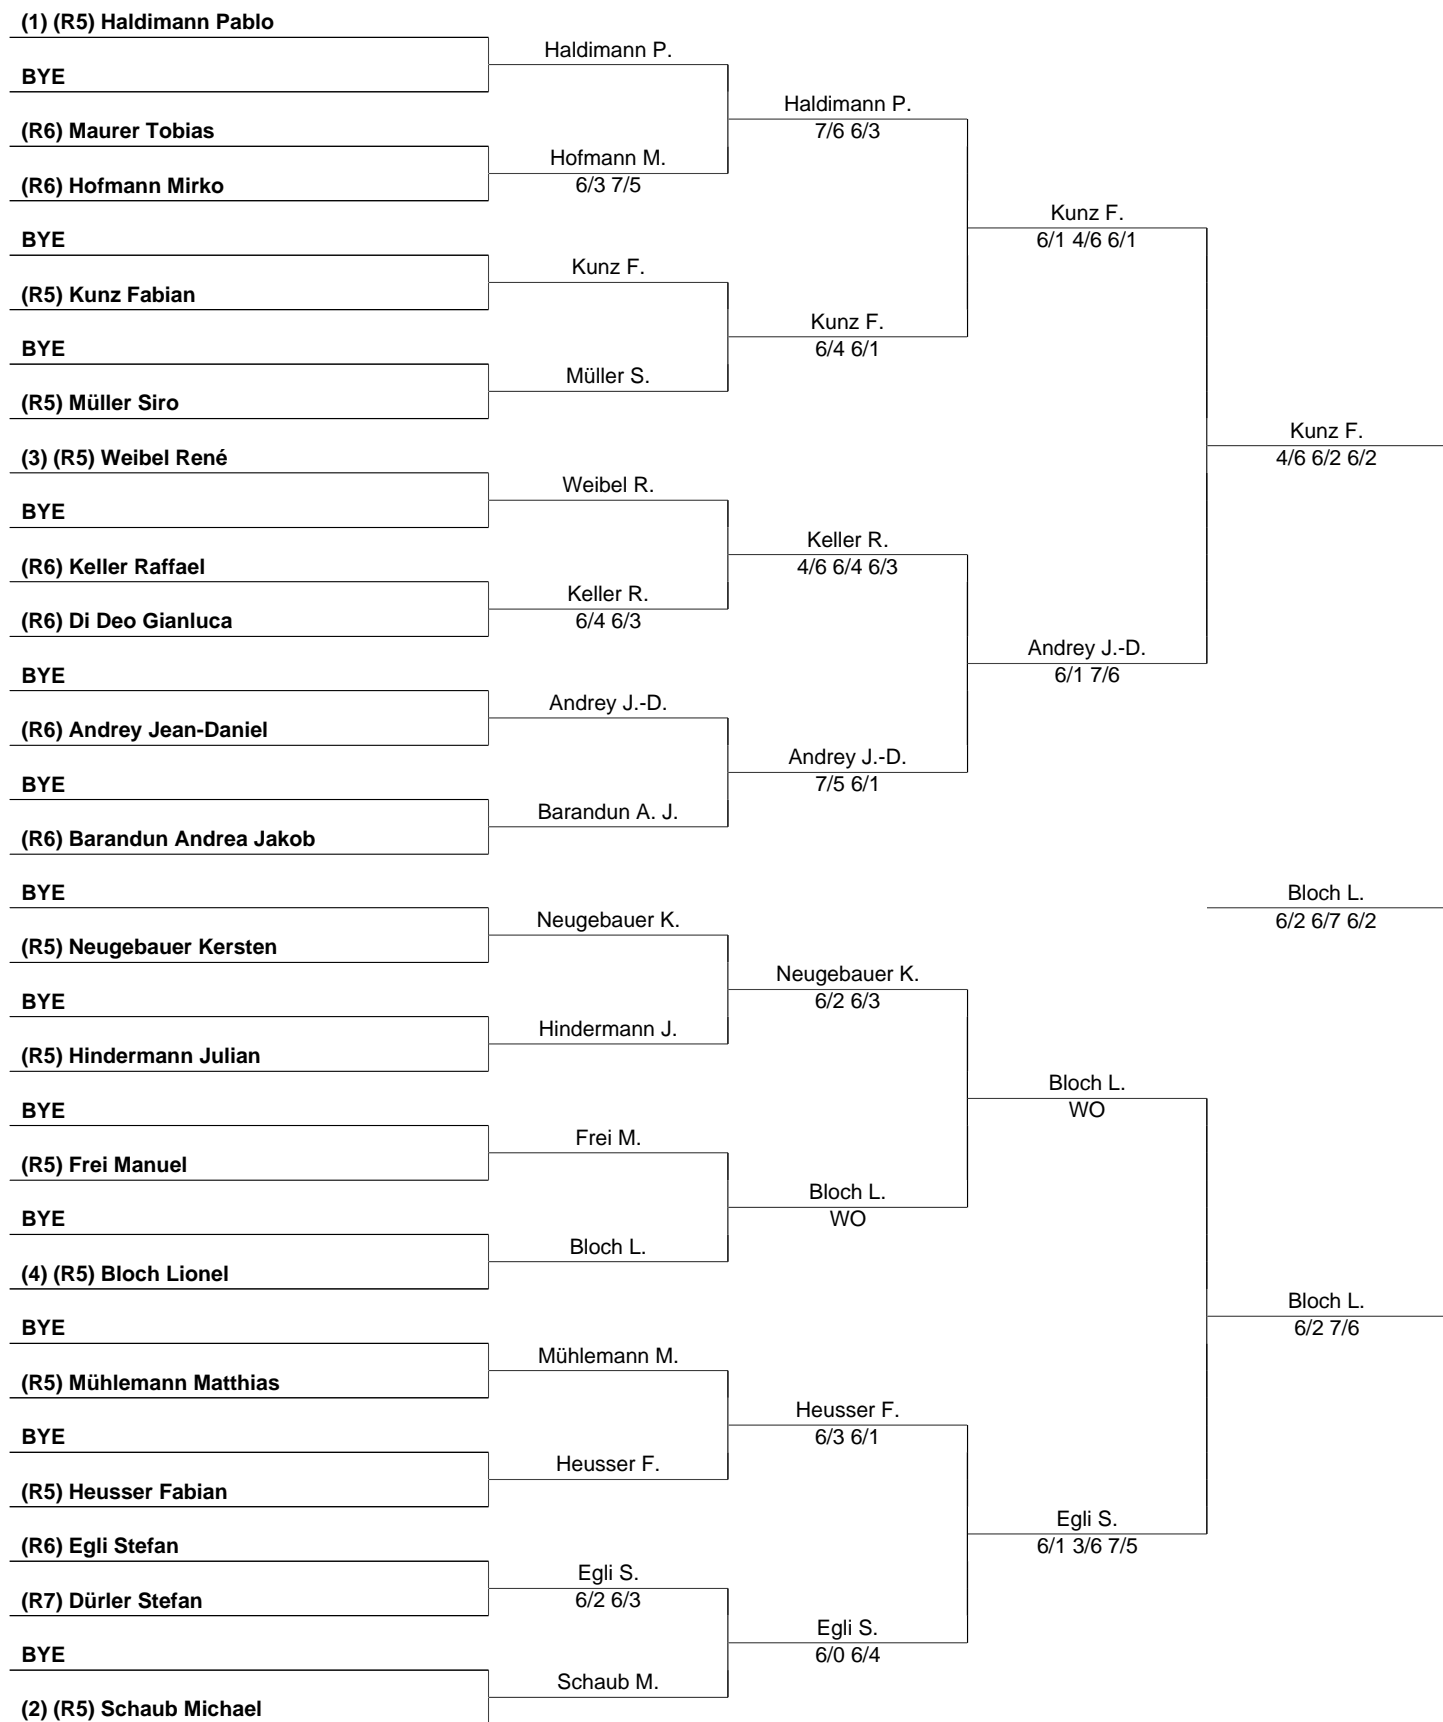 (1) (R5) Haldimann Pablo
BYE
(R6) Maurer Tobias
(R6) Hofmann Mirko
BYE
(R5) Kunz Fabian
BYE
(R5) Müller Siro
(3) (R5) Weibel René
BYE
(R6) Keller Raffael
(R6) Di Deo Gianluca
BYE
(R6) Andrey Jean-Daniel
BYE
(R6) Barandun Andrea Jakob
BYE
(R5) Neugebauer Kersten
BYE
(R5) Hindermann Julian
BYE
(R5) Frei Manuel
BYE
(4) (R5) Bloch Lionel
BYE
(R5) Mühlemann Matthias
BYE
(R5) Heusser Fabian
(R6) Egli Stefan
(R7) Dürler Stefan
BYE
(2) (R5) Schaub Michael
Haldimann P.
Hofmann M.
6/3 7/5
Kunz F.
Müller S.
Weibel R.
Keller R.
6/4 6/3
Andrey J.-D.
Barandun A. J.
Neugebauer K.
Hindermann J.
Frei M.
Bloch L.
Mühlemann M.
Heusser F.
Egli S.
6/2 6/3
Schaub M.
Haldimann P.
7/6 6/3
Kunz F.
6/4 6/1
Keller R.
4/6 6/4 6/3
Andrey J.-D.
7/5 6/1
Neugebauer K.
6/2 6/3
Bloch L.
WO
Heusser F.
6/3 6/1
Egli S.
6/0 6/4
Kunz F.
6/1 4/6 6/1
Andrey J.-D.
6/1 7/6
Bloch L.
WO
Egli S.
6/1 3/6 7/5
Kunz F.
4/6 6/2 6/2
Bloch L.
6/2 6/7 6/2
Bloch L.
6/2 7/6